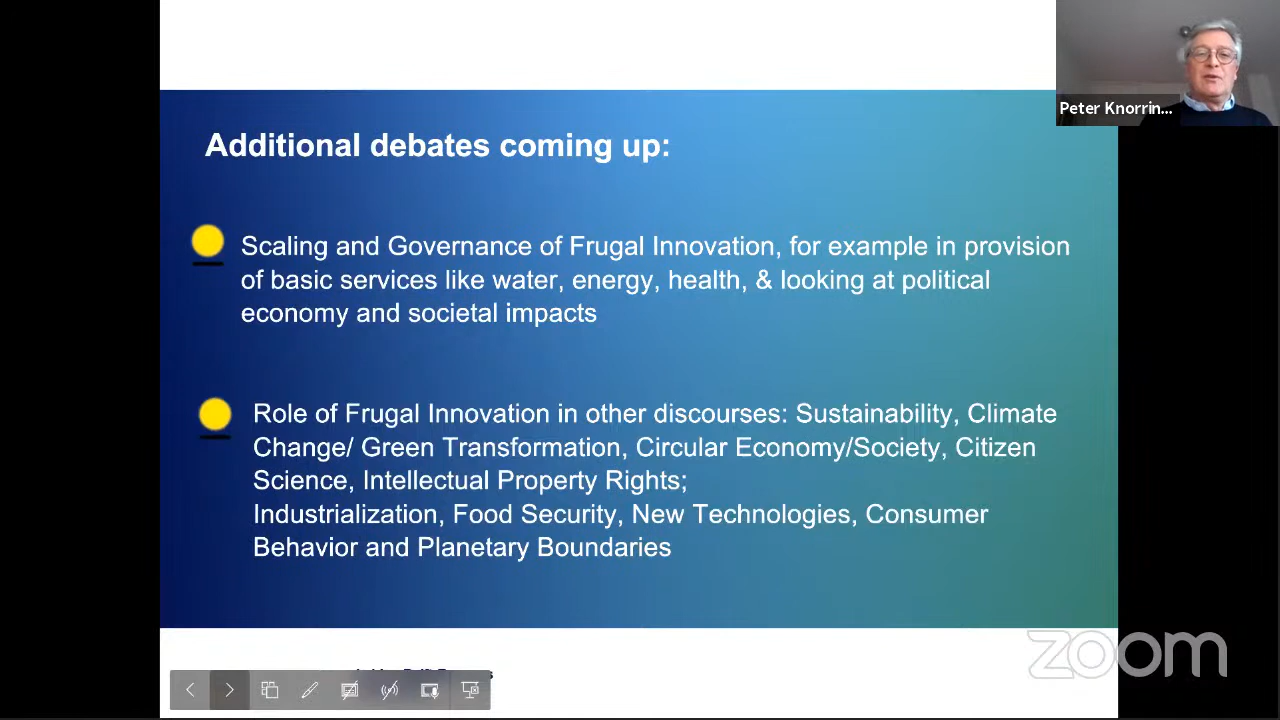 Peter Knorrin...
Additional debates coming up:
Scaling and Governance of Frugal Innovation, for example in provision
of basic services like water, energy, health, & looking at political
economy and societal impacts
Role of Frugal Innovation in other discourses: Sustainability, Climate
Change/ Green Transformation, Circular Economy/Society, Citizen
Science, Intellectual Property Rights;
Industrialization, Food Security, New Technologies, Consumer
Behavior and Planetary Boundaries
zoom